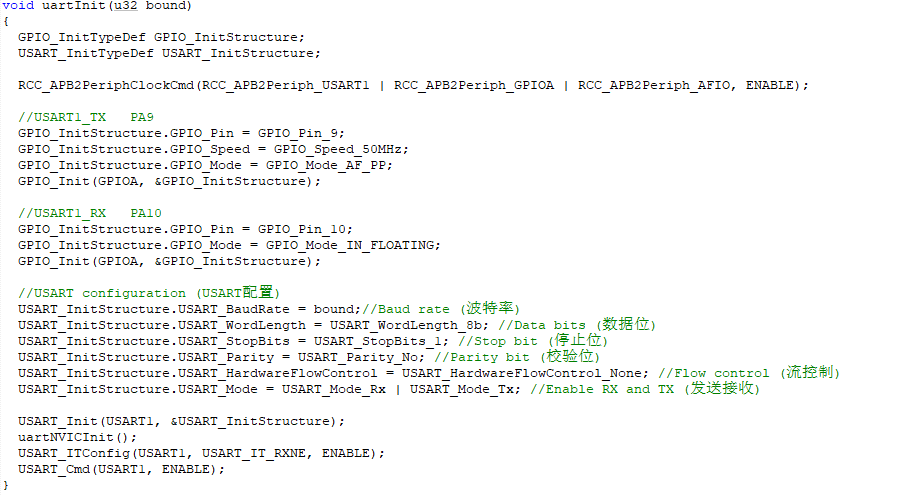 void uartInit(u32 bound)
{
  GPIO_InitTypeDef GPIO_InitStructure;
  USART_InitTypeDef USART_InitStructure;

  RCC_APB2PeriphClockCmd(RCC_APB2Periph_USART1 | RCC_APB2Periph_GPIOA | RCC_APB2Periph_AFIO, ENABLE);

  //USART1_TX   PA9
  GPIO_InitStructure.GPIO_Pin = GPIO_Pin_9;
  GPIO_InitStructure.GPIO_Speed = GPIO_Speed_50MHz;
  GPIO_InitStructure.GPIO_Mode = GPIO_Mode_AF_PP;
  GPIO_Init(GPIOA, &GPIO_InitStructure);

  //USART1_RX   PA10
  GPIO_InitStructure.GPIO_Pin = GPIO_Pin_10;
  GPIO_InitStructure.GPIO_Mode = GPIO_Mode_IN_FLOATING;
  GPIO_Init(GPIOA, &GPIO_InitStructure);

  //USART configuration (USART配置)
  USART_InitStructure.USART_BaudRate = bound;//Baud rate (波特率)
  USART_InitStructure.USART_WordLength = USART_WordLength_8b; //Data bits (数据位)
  USART_InitStructure.USART_StopBits = USART_StopBits_1; //Stop bit (停止位)
  USART_InitStructure.USART_Parity = USART_Parity_No; //Parity bit (校验位)
  USART_InitStructure.USART_HardwareFlowControl = USART_HardwareFlowControl_None; //Flow control (流控制)
  USART_InitStructure.USART_Mode = USART_Mode_Rx | USART_Mode_Tx; //Enable RX and TX (发送接收)

  USART_Init(USART1, &USART_InitStructure);
  uartNVICInit();
  USART_ITConfig(USART1, USART_IT_RXNE, ENABLE);
  USART_Cmd(USART1, ENABLE);
}